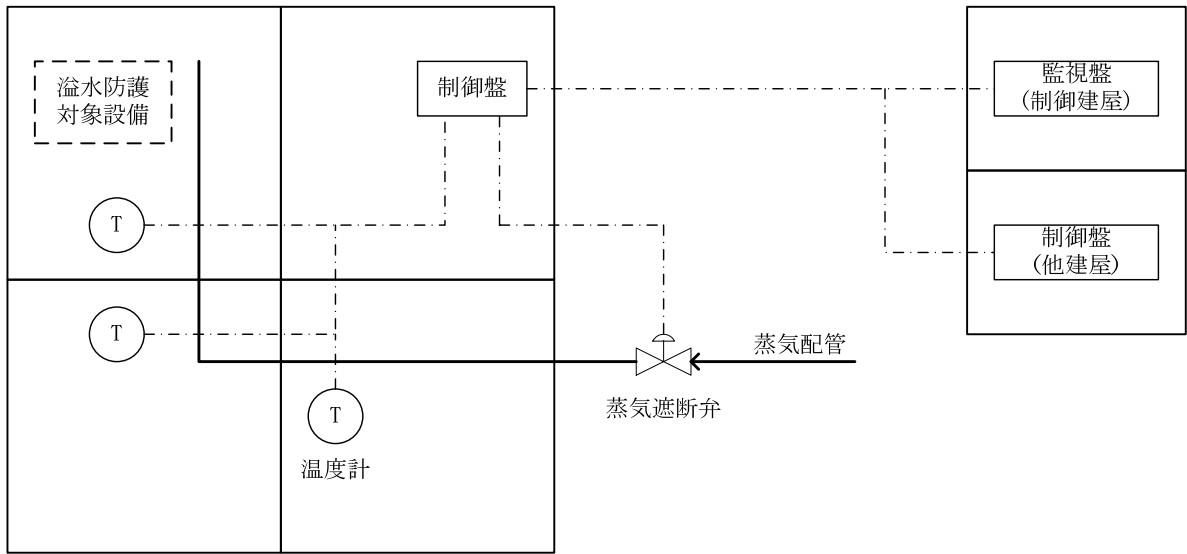 溢水防護
対象設備
制御盤
監視盤
(制御建屋)
T
制御盤
(他建屋)
T
蒸気配管
蒸気遮断弁
T
温度計